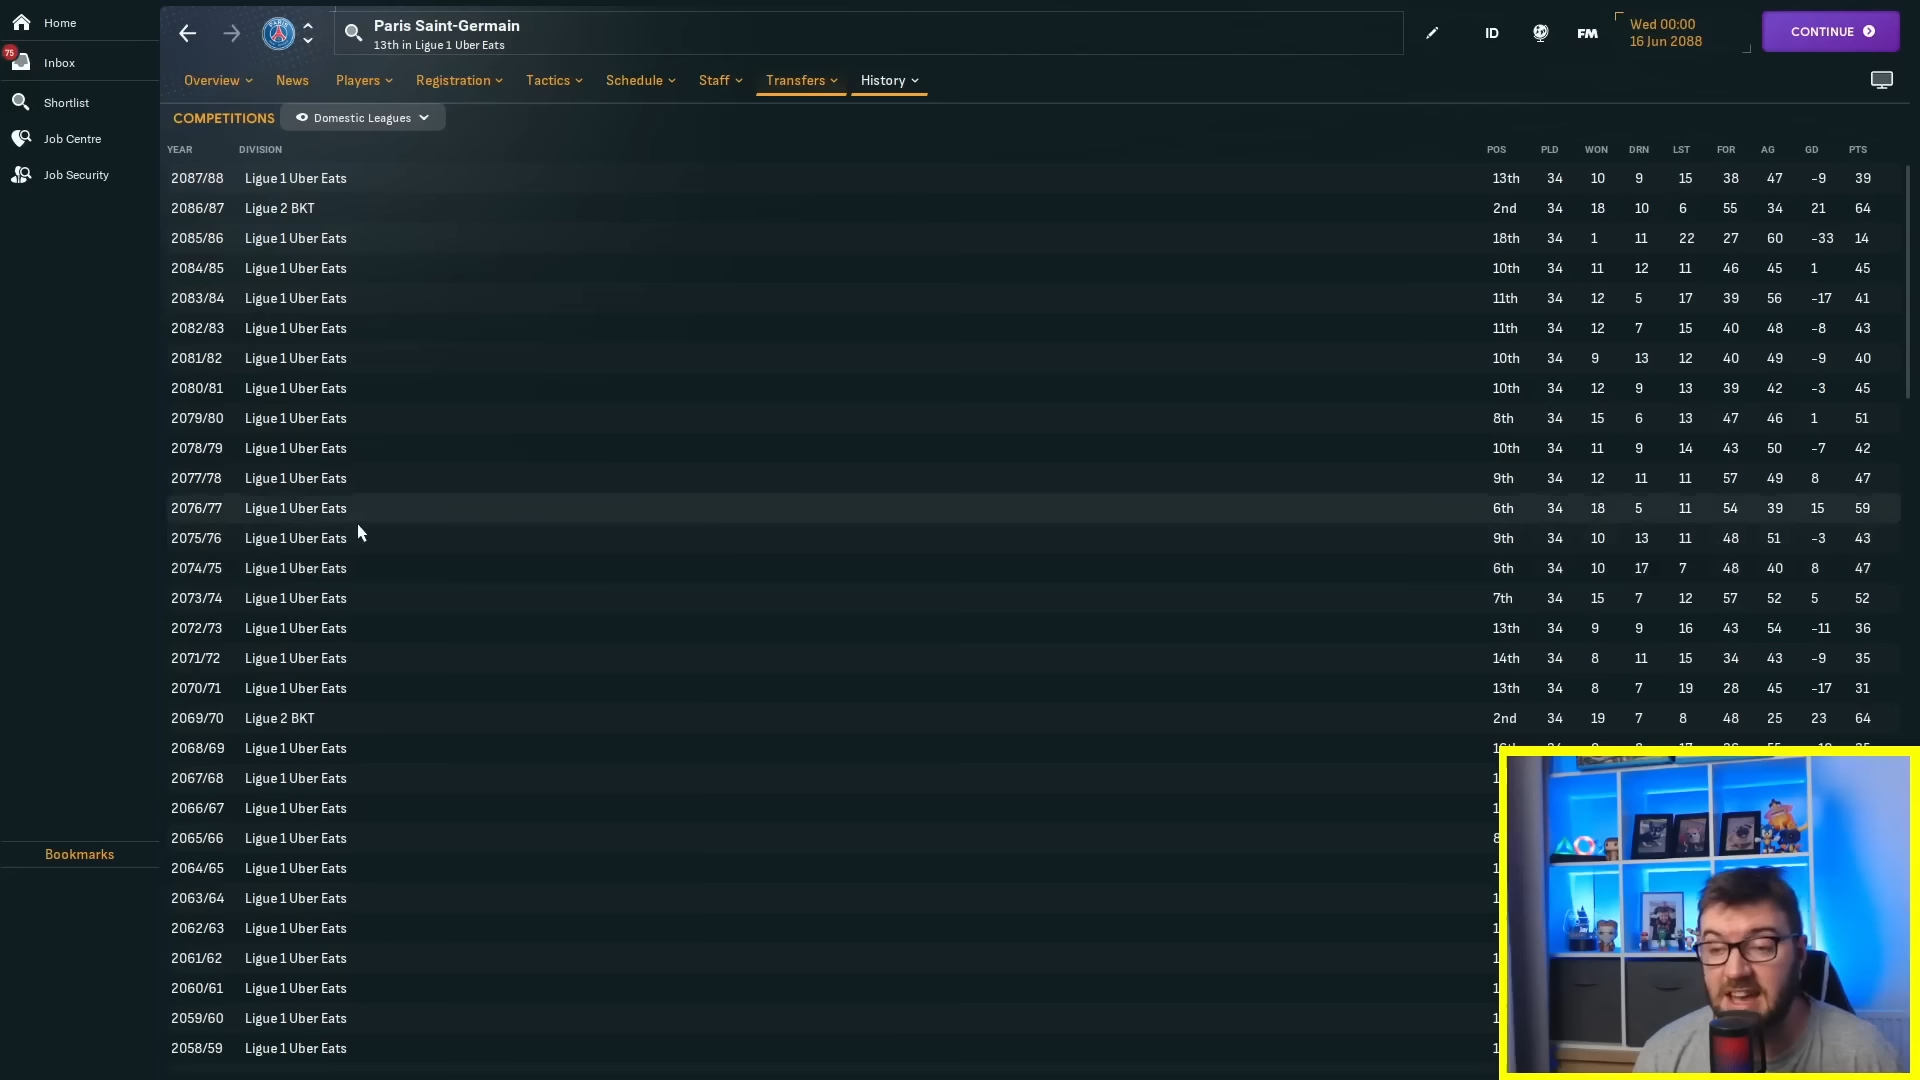 Home
75
Inbox
Shortlist
Job Centre
Job Security
Bookmarks
Paris Saint-Germain
13th in Ligue 1 Uber Eats
ID
FM
Wed 00:00
16 Jun 2088
CONTINUE
Overview News Players Registration Tactics Schedule Staff Transfers History
COMPETITIONS Domestic Leagues
YEAR DIVISION POS PLD WON DRN LST FOR AG GD PTS
2087/88 Ligue 1 Uber Eats 13th 34 10 9 15 38 47 -9 39
2086/87 Ligue 2 BKT 2nd 34 18 10 6 55 34 21 64
2085/86 Ligue 1 Uber Eats 18th 34 1 11 22 27 60 -33 14
2084/85 Ligue 1 Uber Eats 10th 34 11 12 11 46 45 1 45
2083/84 Ligue 1 Uber Eats 11th 34 12 5 17 39 56 -17 41
2082/83 Ligue 1 Uber Eats 11th 34 12 7 15 40 48 -8 43
2081/82 Ligue 1 Uber Eats 10th 34 9 13 12 40 49 -9 40
2080/81 Ligue 1 Uber Eats 10th 34 12 9 13 39 42 -3 45
2079/80 Ligue 1 Uber Eats 8th 34 15 6 13 47 46 1 51
2078/79 Ligue 1 Uber Eats 10th 34 11 9 14 43 50 -7 42
2077/78 Ligue 1 Uber Eats 9th 34 12 11 11 57 49 8 47
2076/77 Ligue 1 Uber Eats 6th 34 18 5 11 54 39 15 59
2075/76 Ligue 1 Uber Eats 9th 34 10 13 11 48 51 -3 43
2074/75 Ligue 1 Uber Eats 6th 34 10 17 7 48 40 8 47
2073/74 Ligue 1 Uber Eats 7th 34 15 7 12 57 52 5 52
2072/73 Ligue 1 Uber Eats 13th 34 9 9 16 43 54 -11 36
2071/72 Ligue 1 Uber Eats 14th 34 8 11 15 34 43 -9 35
2070/71 Ligue 1 Uber Eats 13th 34 8 7 19 28 45 -17 31
2069/70 Ligue 2 BKT 2nd 34 19 7 8 48 25 23 64
2068/69 Ligue 1 Uber Eats
2067/68 Ligue 1 Uber Eats
2066/67 Ligue 1 Uber Eats
2065/66 Ligue 1 Uber Eats
2064/65 Ligue 1 Uber Eats
2063/64 Ligue 1 Uber Eats
2062/63 Ligue 1 Uber Eats
2061/62 Ligue 1 Uber Eats
2060/61 Ligue 1 Uber Eats
2059/60 Ligue 1 Uber Eats
2058/59 Ligue 1 Uber Eats